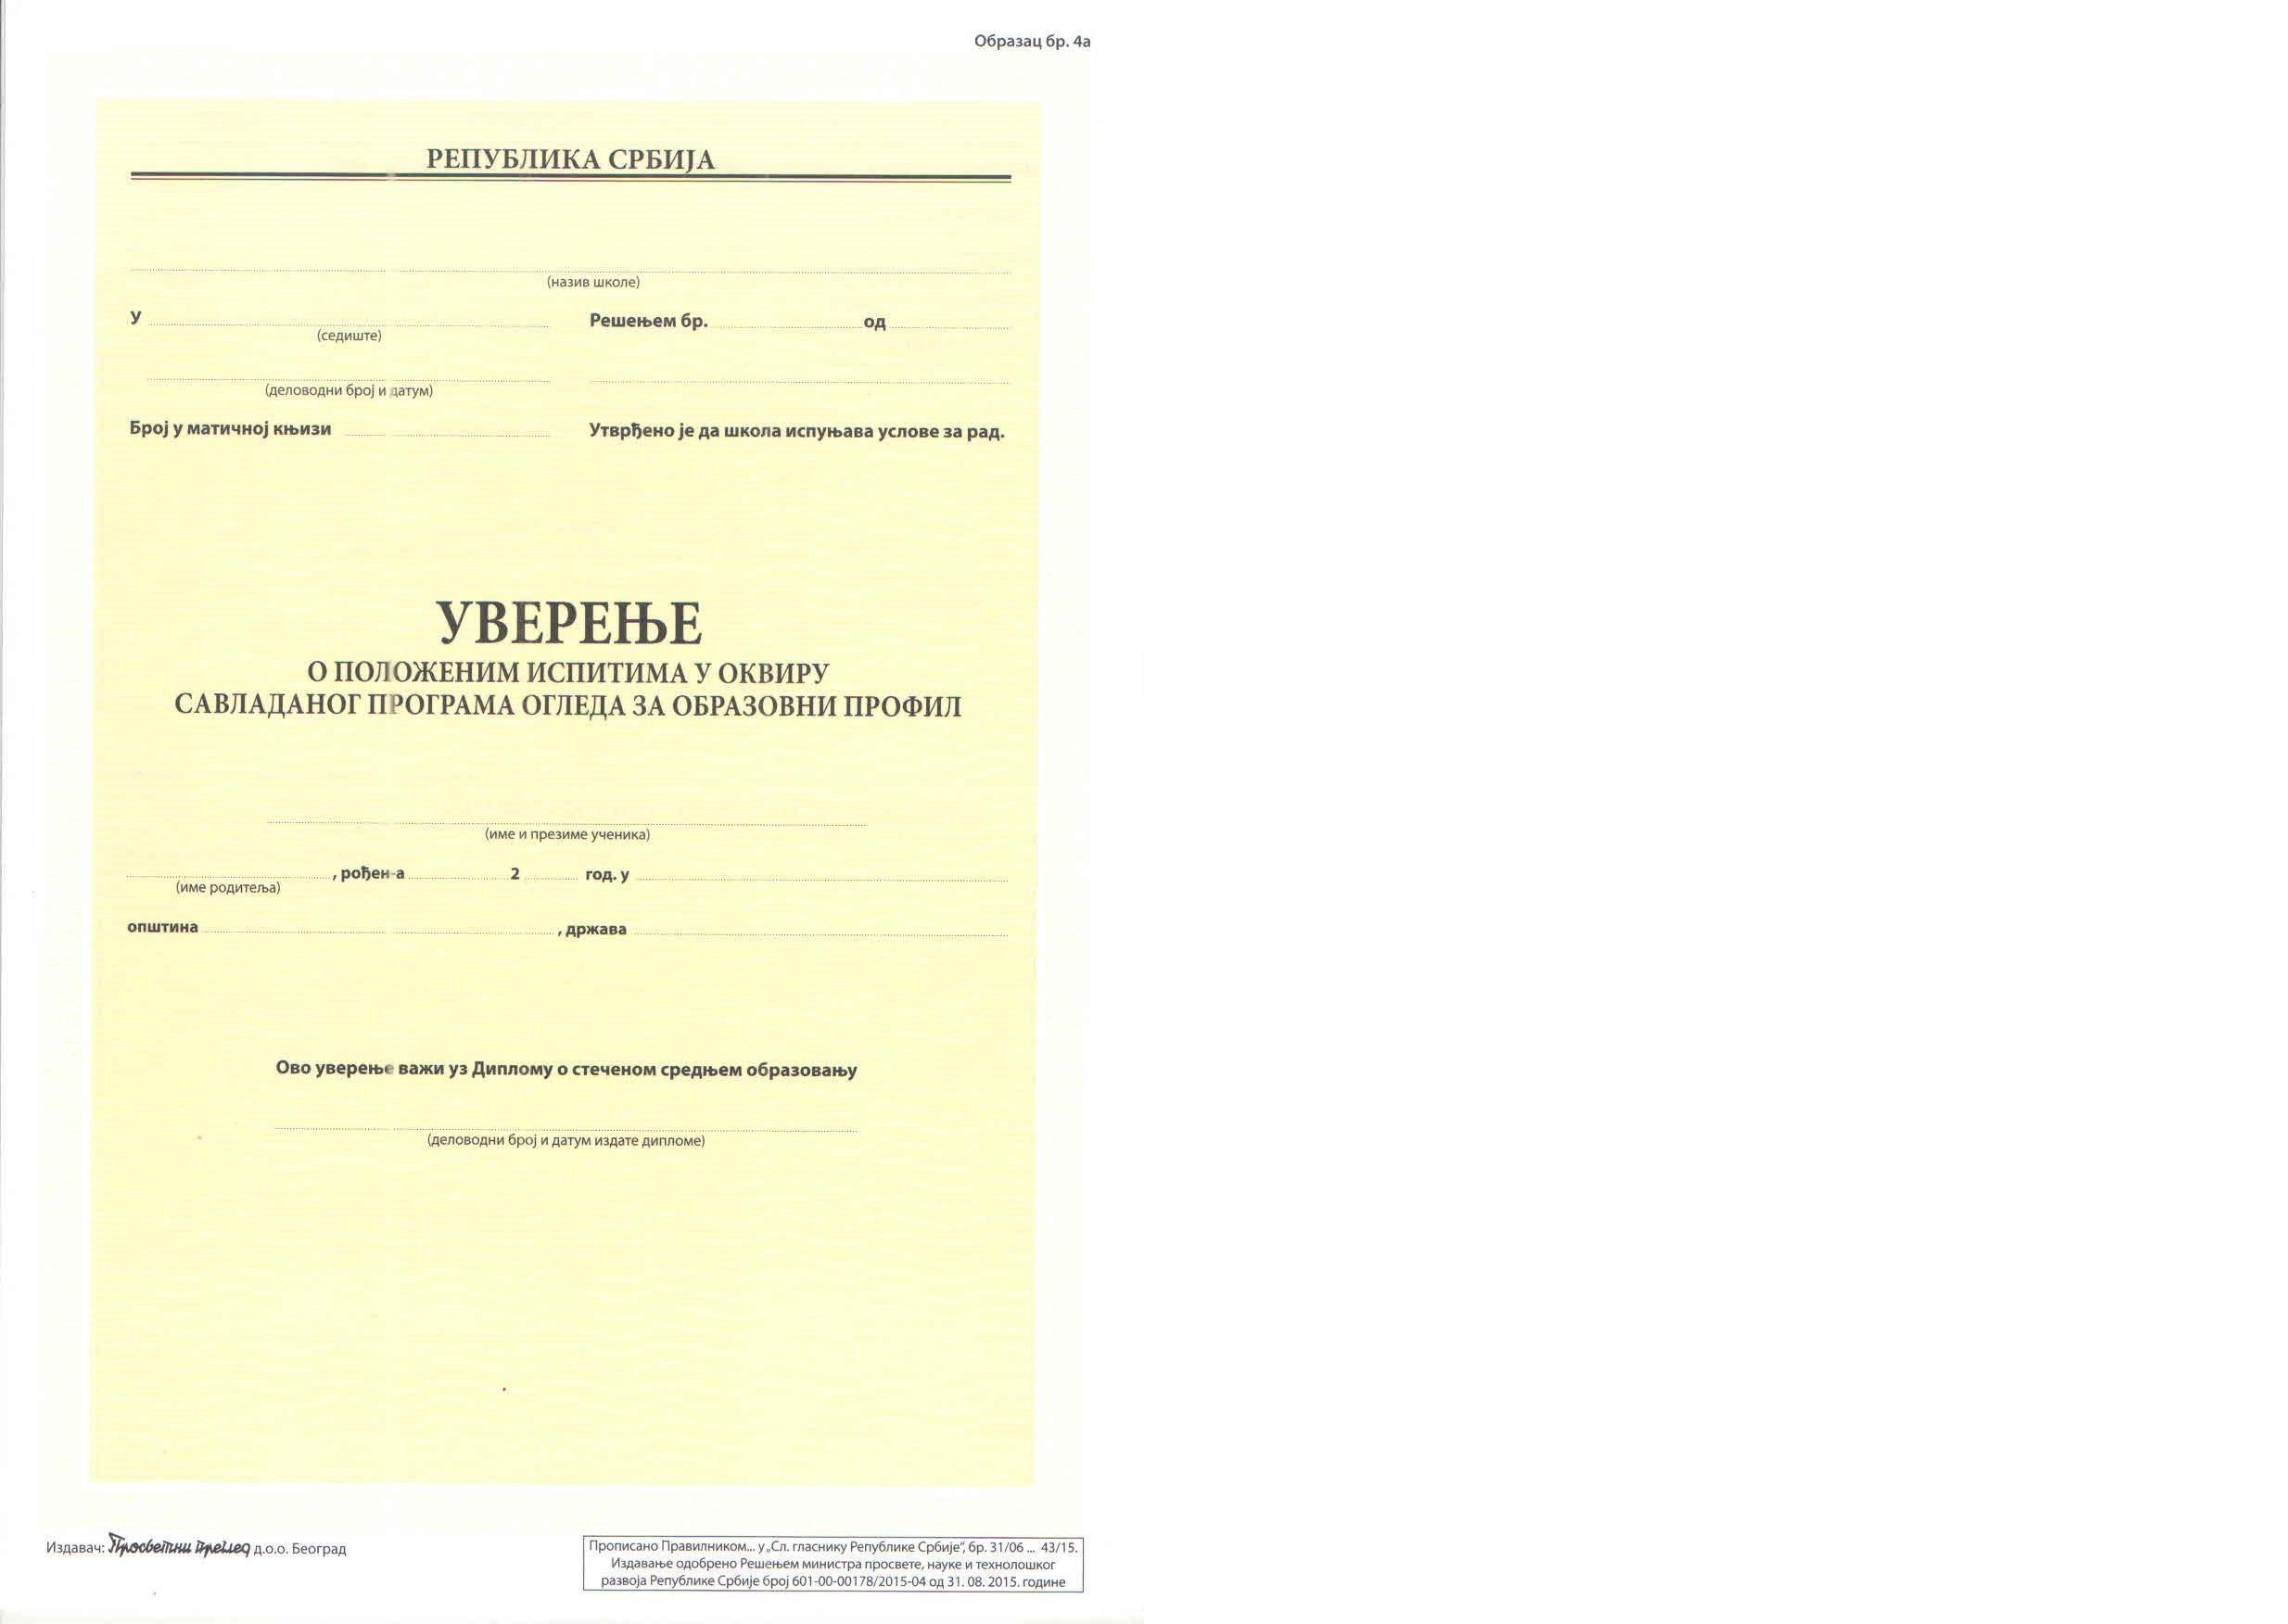 Образац бр. 4а
РЕПУБЛИКА СРБИЈА
(назив школе)
У Решењем бр. од
(седиште)
(деловодни број и датум)
Број у матичној књизи Утврђено је да школа испуњава услове за рад.
УВЕРЕЊЕ
О ПОЛОЖЕНИМ ИСПИТИМА У ОКВИРУ
САВЛАДАНОГ ПРОГРАМА ОГЛЕДА ЗА ОБРАЗОВНИ ПРОФИЛ
(име и презиме ученика)
, рођен-а 2 год. у
(име родитеља)
општина , држава
Ово уверење важи уз Диплому о стеченом средњем образовању
(деловодни број и датум издате дипломе)
Издавач: Просветни преглед д.о.о. Београд
Прописано Правилником... у „Сл. гласнику Републике Србије“, бр. 31/06 ... 43/15.
Издавање одобрено Решењем министра просвете, науке и технолошког
развоја Републике Србије број 601-00-00178/2015-04 од 31. 08. 2015. године